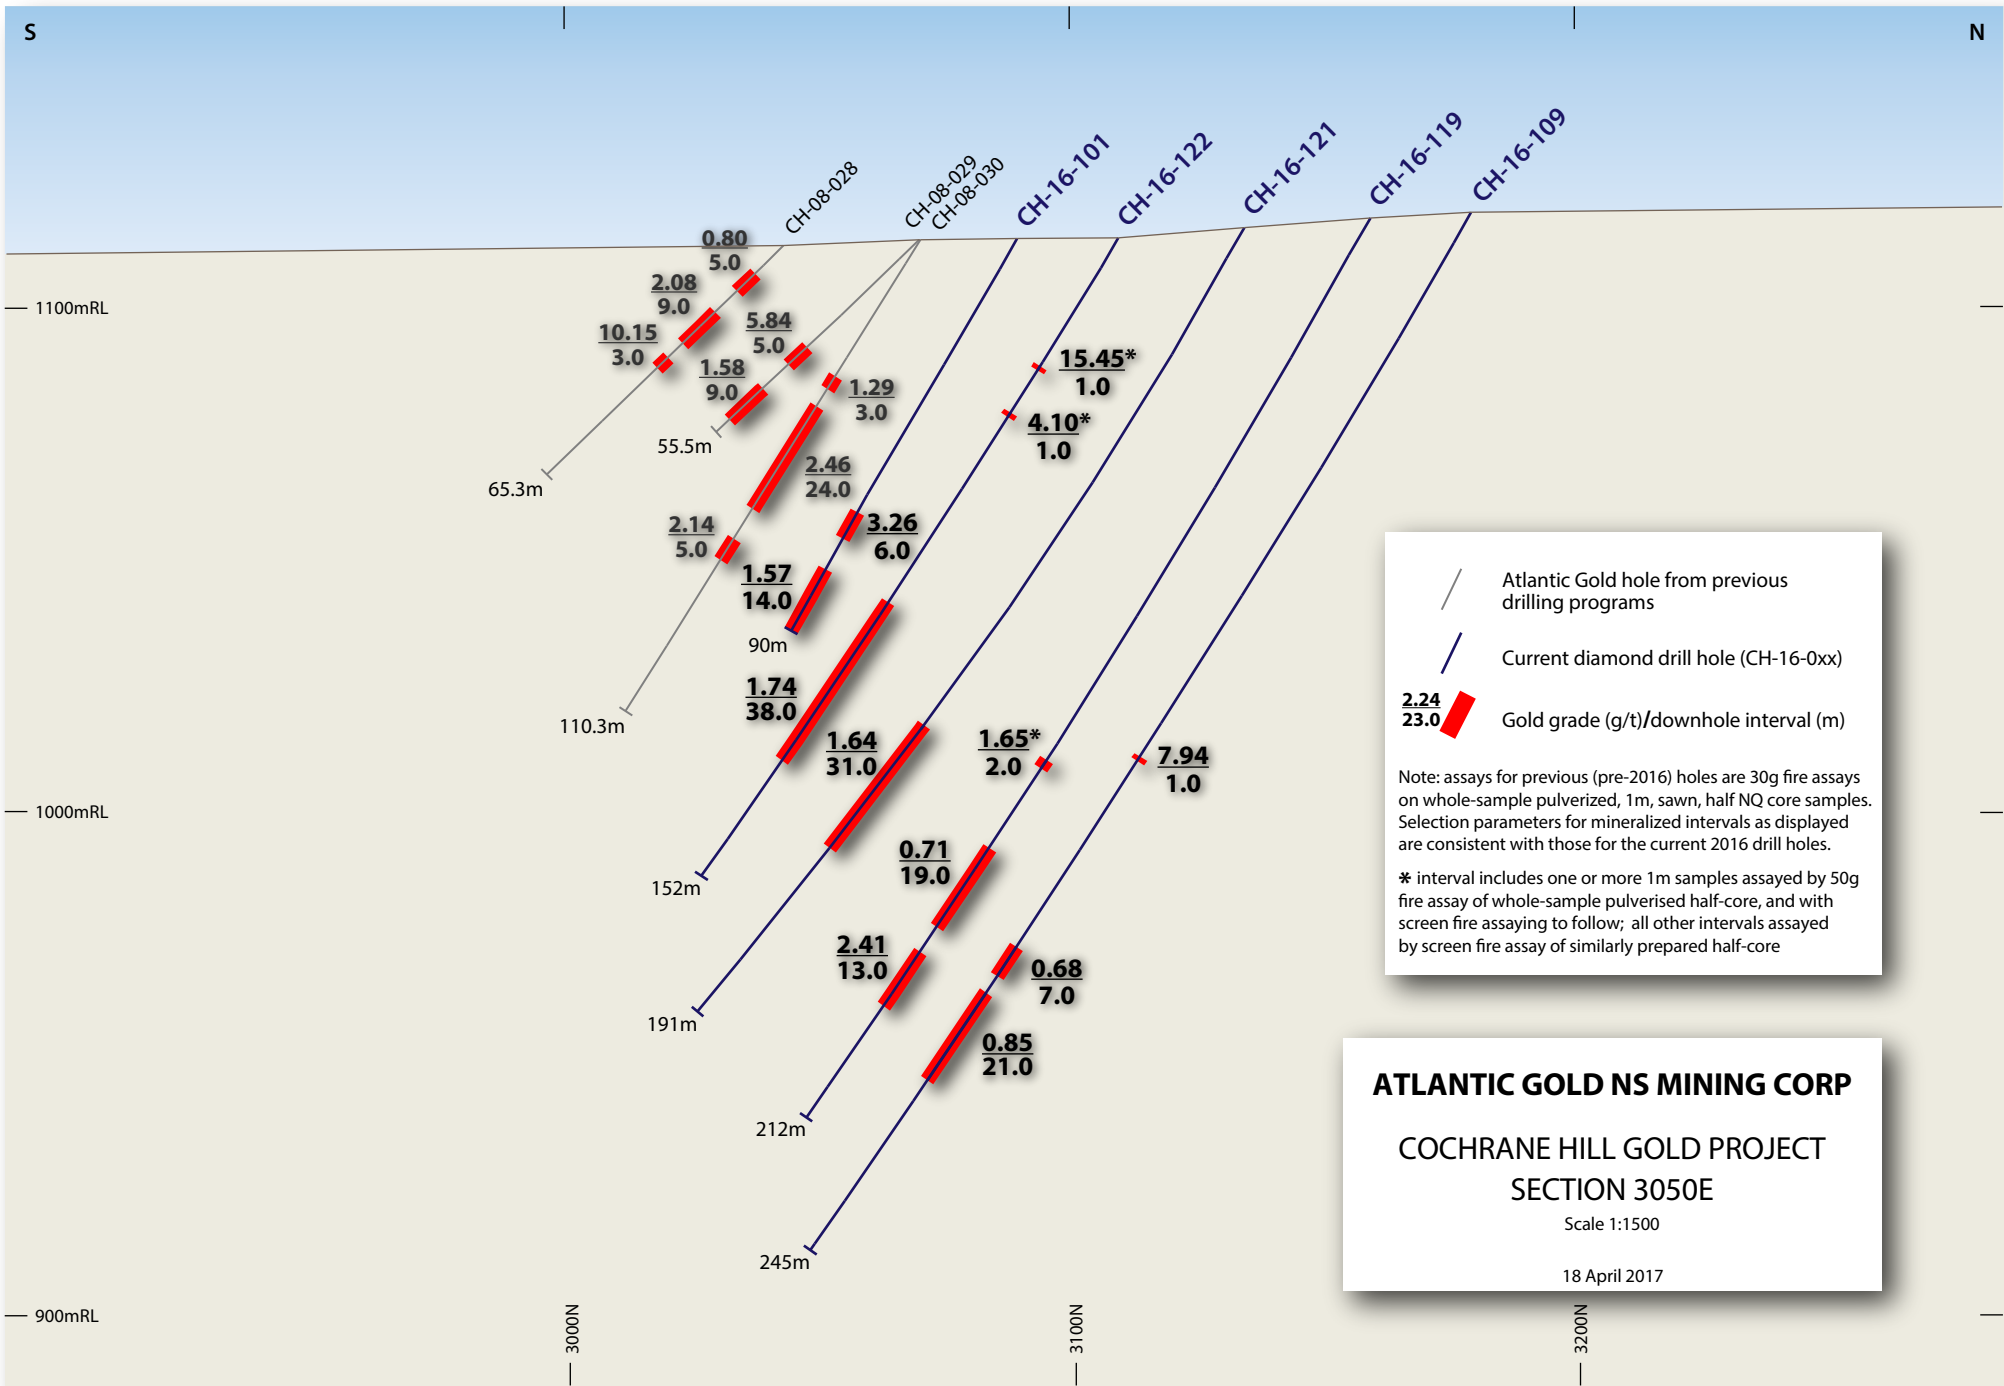 S
N
CH-08-028
CH-08-029
CH-08-030
CH-16-101
CH-16-122
CH-16-121
CH-16-119
CH-16-109
0.80
5.0
2.08
9.0
10.15
3.0
5.84
5.0
1.58
9.0
1.29
3.0
15.45*
1.0
4.10*
1.0
1100mRL
55.5m
65.3m
2.46
24.0
2.14
5.0
3.26
6.0
1.57
14.0
90m
1.74
38.0
110.3m
1.64
31.0
1.65*
2.0
7.94
1.0
1000mRL
152m
0.71
19.0
2.41
13.0
0.68
7.0
191m
0.85
21.0
212m
245m
900mRL
3000N
3100N
3200N
Atlantic Gold hole from previous
drilling programs
Current diamond drill hole (CH-16-0xx)
2.24
23.0
Gold grade (g/t)/downhole interval (m)
Note: assays for previous (pre-2016) holes are 30g fire assays
on whole-sample pulverized, 1m, sawn, half NQ core samples.
Selection parameters for mineralized intervals as displayed
are consistent with those for the current 2016 drill holes.
* interval includes one or more 1m samples assayed by 50g
fire assay of whole-sample pulverised half-core, and with
screen fire assaying to follow; all other intervals assayed
by screen fire assay of similarly prepared half-core
ATLANTIC GOLD NS MINING CORP
COCHRANE HILL GOLD PROJECT
SECTION 3050E
Scale 1:1500
18 April 2017